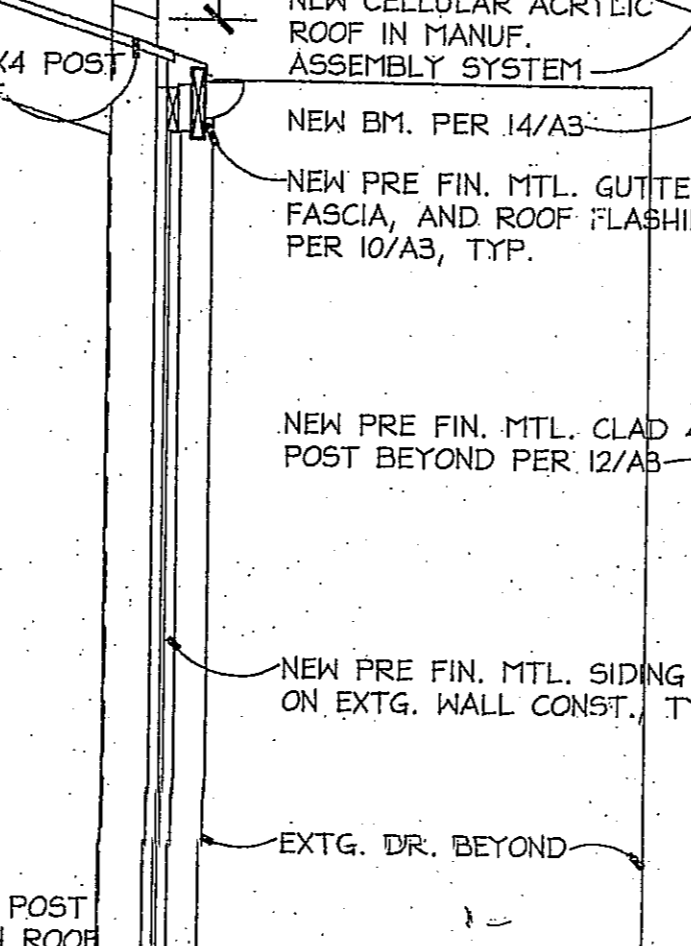 NEW CELLULAR ACRYLIC
ROOF IN MANUF.
ASSEMBLY SYSTEM
X4 POST
NEW BM. PER 14/A3
NEW PRE FIN. MTL. GUTTE
FASCIA, AND ROOF FLASHI
PER 10/A3, TYP.
NEW PRE FIN. MTL. CLAD
POST BEYOND PER 12/A3
NEW PRE FIN. MTL. SIDING
ON EXTG. WALL CONST., TY
EXTG. DR. BEYOND
POST
ROOF